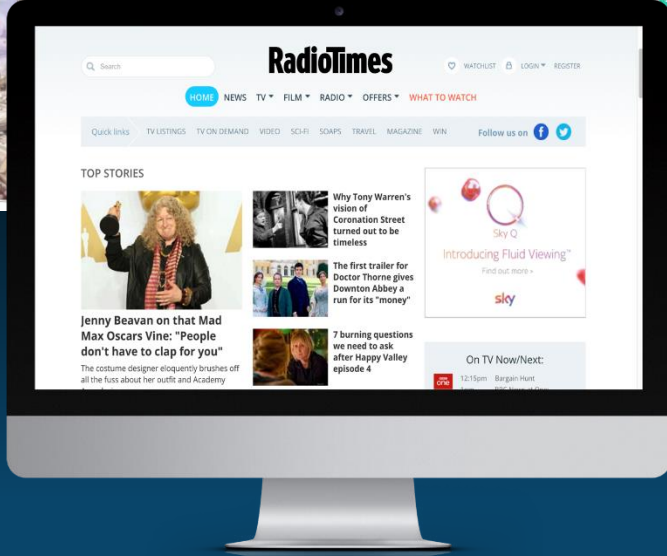 Search
RadioTimes
WATCHLIST LOGIN REGISTER
HOME NEWS TV FILM RADIO OFFERS WHAT TO WATCH
Quick links TV LISTINGS TV ON DEMAND VIDEO SCI-FI SOAPS TRAVEL MAGAZINE WIN Follow us on
TOP STORIES
Jenny Beavan on that Mad
Max Oscars Vine: "People
don't have to clap for you"
The costume designer eloquently brushes off
all the fuss about her outfit and Academy
Why Tony Warren's
vision of
Coronation Street
turned out to be
timeless
The first trailer for
Doctor Thorne gives
Downton Abbey a
run for its "money"
7 burning questions
we need to ask
after Happy Valley
episode 4
Sky Q
Introducing Fluid Viewing™
Find out more »
sky
On TV Now/Next:
one 12:15pm Bargain Hunt